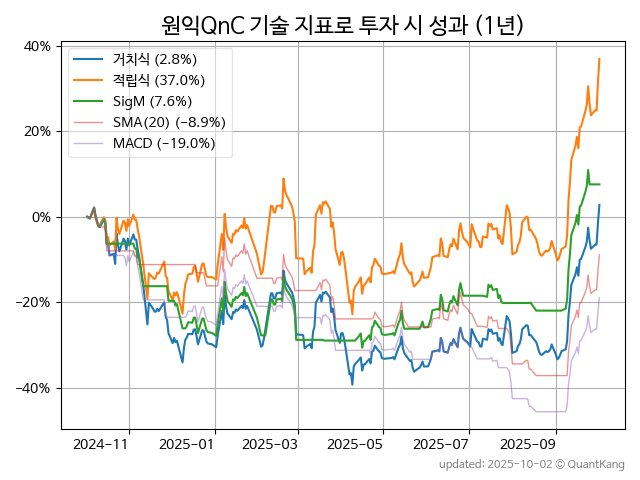 원익QnC 기술 지표로 투자 시 성과 (1년)
거치식 (2.8%)
적립식 (37.0%)
SigM (7.6%)
SMA(20) (−8.9%)
MACD (−19.0%)
40%
20%
0%
−20%
−40%
2024-11 2025-01 2025-03 2025-05 2025-07 2025-09
updated: 2025-10-02 © QuantKang